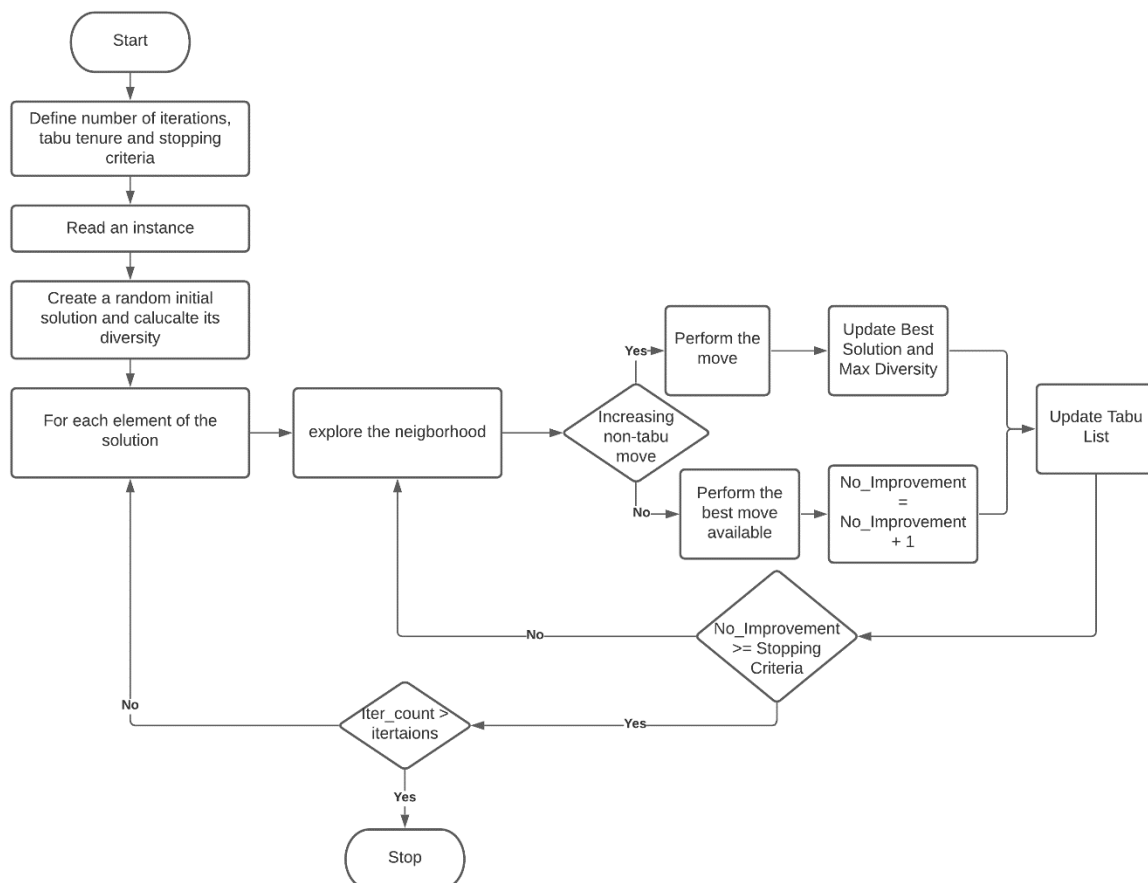 Start
Define number of iterations,
tabu tenure and stopping
criteria
Read an instance
Create a random initial
solution and calucalte its
diversity
For each element of the
solution
explore the neigborhood
Increasing
non-tabu
move
Yes
Perform the
move
Update Best
Solution and
Max Diversity
No
Perform the
best move
available
No_Improvement
=
No_Improvement
+ 1
Update Tabu
List
No_Improvement
>= Stopping
Criteria
No
Yes
Iter_count >
itertaions
No
Yes
Stop